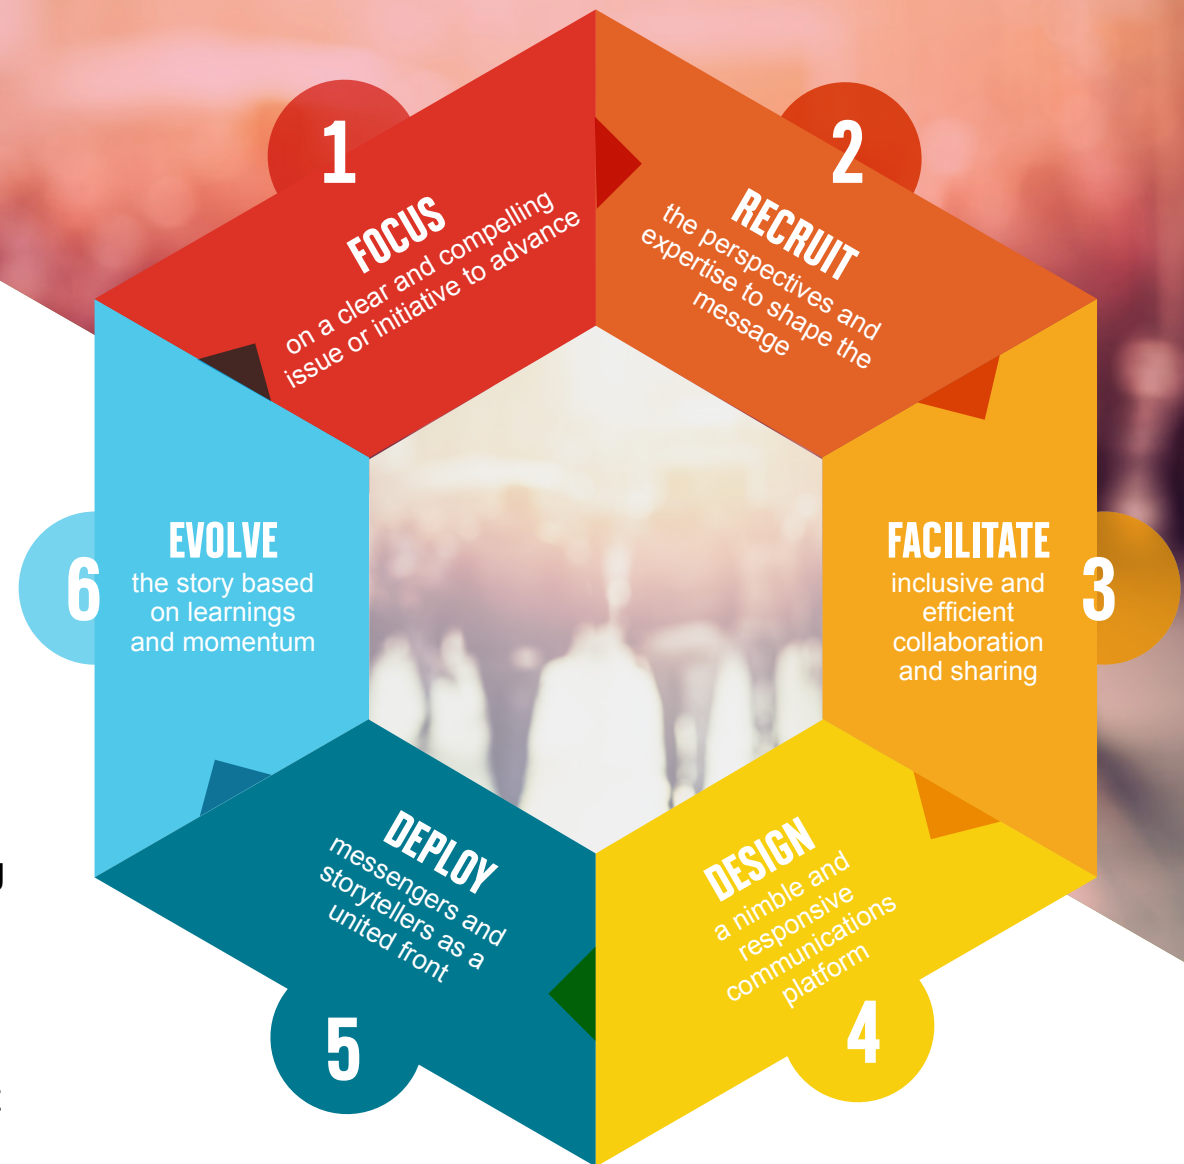 1
FOCUS
on a clear and compelling
issue or initiative to advance
2
RECRUIT
the perspectives and
expertise to shape the
message
FACILITATE
inclusive and
efficient
collaboration
and sharing
3
DESIGN
a nimble and
responsive
communications
platform
4
DEPLOY
messengers and
storytellers as a
united front
5
EVOLVE
the story based
on learnings
and momentum
6